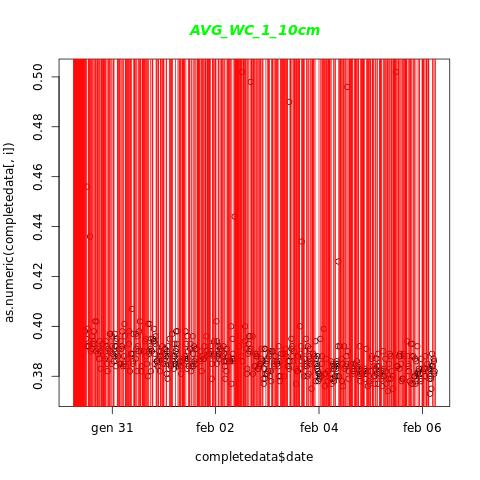 AVG_WC_1_10cm
as.numeric(completedata[, i])
0.50
0.48
0.46
0.44
0.42
0.40
0.38
gen 31
feb 02
feb 04
feb 06
completedata$date